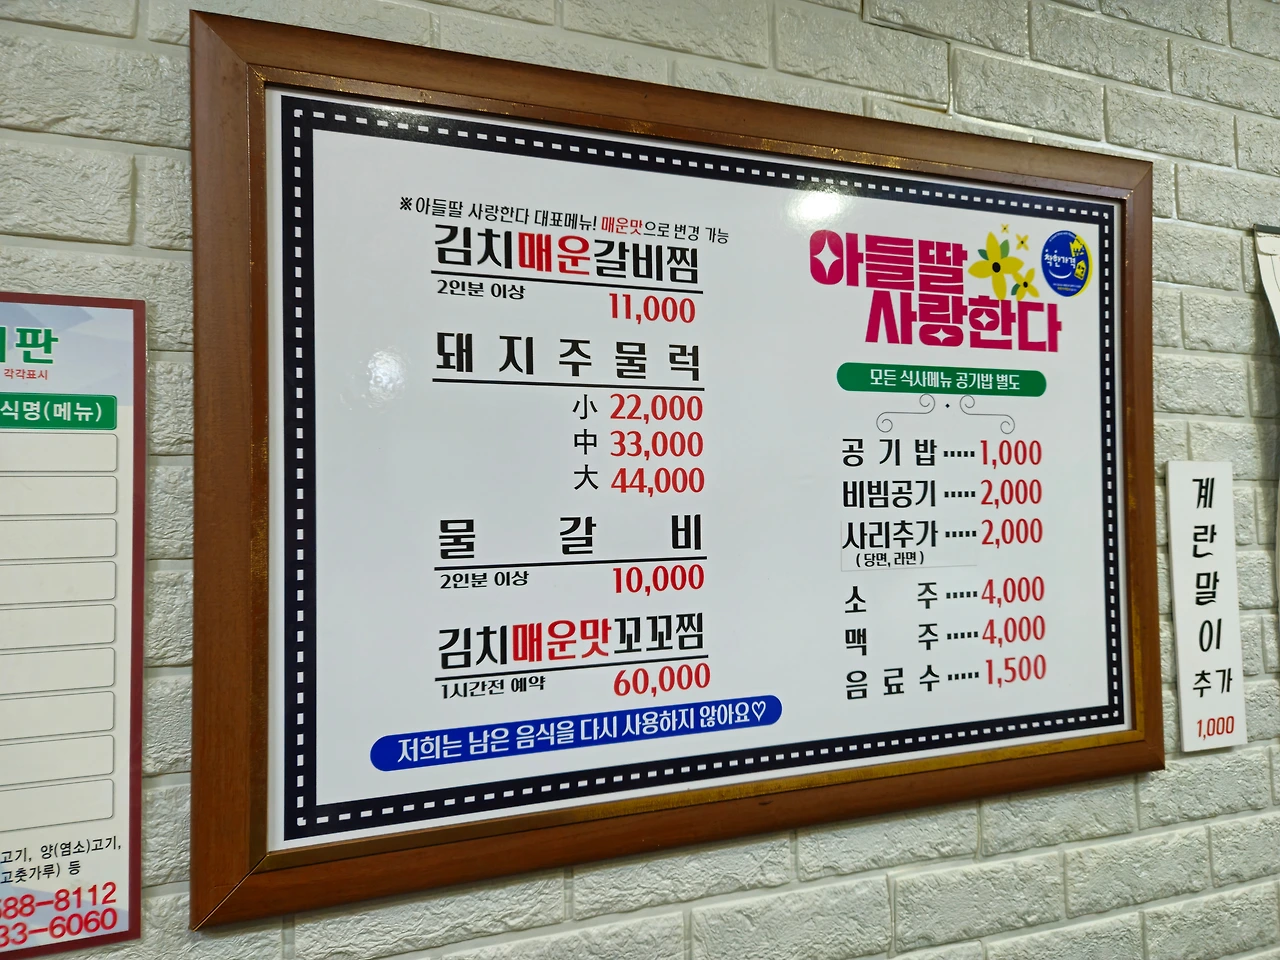 ※아들딸 사랑한다 대표메뉴! 매운맛으로 변경 가능
김치매운갈비찜
2인분 이상 11,000
돼지주물럭
小 22,000
中 33,000
大 44,000
물갈비
2인분 이상 10,000
김치매운맛꼬꼬찜
1시간전 예약 60,000
저희는 남은 음식을 다시 사용하지 않아요♡
아들딸
사랑한다
착한가격
모든 식사메뉴 공기밥 별도
공기밥 ····· 1,000
비빔공기 ····· 2,000
사리추가 ····· 2,000
( 당면, 라면 )
소주 ····· 4,000
맥주 ····· 4,000
음료수 ····· 1,500
계란말이
추가
1,000
판
각각표시
식명(메뉴)
고기, 양(염소)고기,
고춧가루) 등
688-8112
33-6060